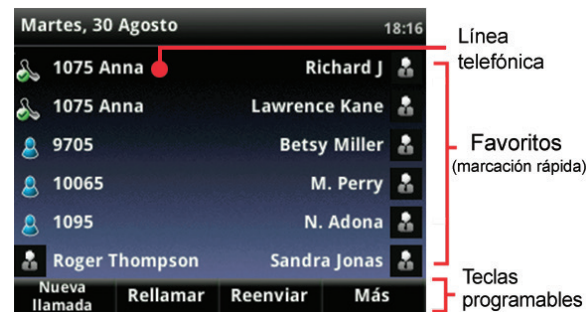 Martes, 30 Agosto 18:16
1075 Anna Richard J
1075 Anna Lawrence Kane
9705 Betsy Miller
10065 M. Perry
1095 N. Adona
Roger Thompson Sandra Jonas
Nueva llamada Rellamar Reenviar Más
Línea
telefónica
Favoritos
(marcación rápida)
Teclas
programables